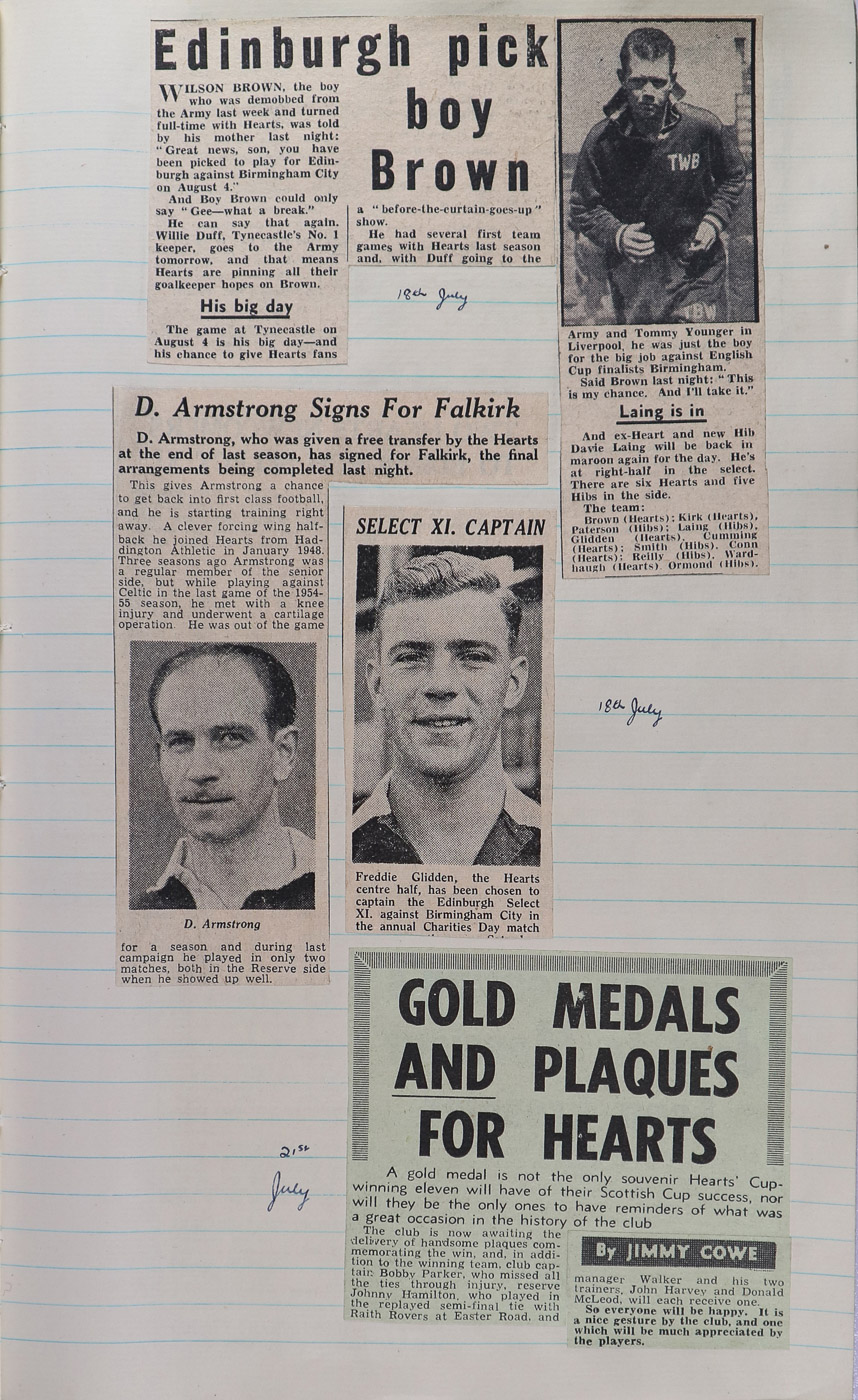 Edinburgh pick
boy
Brown
WILSON BROWN, the boy
who was demobbed from
the Army last week and turned
full-time with Hearts, was told
by his mother last night:
"Great news, son, you have
been picked to play for Edin-
burgh against Birmingham City
on August 4."
And Boy Brown could only
say "Gee—what a break."
He can say that again.
Willie Duff, Tynecastle's No. 1
keeper, goes to the Army
tomorrow, and that means
Hearts are pinning all their
goalkeeper hopes on Brown.
His big day
The game at Tynecastle on
August 4 is his big day—and
his chance to give Hearts fans
a "before-the-curtain-goes-up"
show.
He had several first team
games with Hearts last season
and, with Duff going to the
TWB
TBW
Army and Tommy Younger in
Liverpool, he was just the boy
for the big job against English
Cup finalists Birmingham.
Said Brown last night: "This
is my chance. And I'll take it."
Laing is in
And ex-Heart and new Hib
Davie Laing will be back in
maroon again for the day. He's
at right-half in the select.
There are six Hearts and five
Hibs in the side.
The team:
Brown (Hearts); Kirk (Hearts),
Paterson (Hibs); Laing (Hibs),
Glidden (Hearts), Cumming
(Hearts); Smith (Hibs), Conn
(Hearts); Reilly (Hibs), Ward-
haugh (Hearts) Ormond (Hibs).
18th July
D. Armstrong Signs For Falkirk
D. Armstrong, who was given a free transfer by the Hearts
at the end of last season, has signed for Falkirk, the final
arrangements being completed last night.
This gives Armstrong a chance
to get back into first class football,
and he is starting training right
away. A clever forcing wing half-
back he joined Hearts from Had-
dington Athletic in January 1948.
Three seasons ago Armstrong was
a regular member of the senior
side, but while playing against
Celtic in the last game of the 1954-
55 season, he met with a knee
injury and underwent a cartilage
operation. He was out of the game
D. Armstrong
for a season and during last
campaign he played in only two
matches, both in the Reserve side
when he showed up well.
SELECT XI. CAPTAIN
Freddie Glidden, the Hearts
centre half, has been chosen to
captain the Edinburgh Select
XI. against Birmingham City in
the annual Charities Day match
18th July
GOLD MEDALS
AND PLAQUES
FOR HEARTS
A gold medal is not the only souvenir Hearts' Cup-
winning eleven will have of their Scottish Cup success, nor
will they be the only ones to have reminders of what was
a great occasion in the history of the club
The club is now awaiting the
delivery of handsome plaques com-
memorating the win, and, in addi-
tion to the winning team, club cap-
tain Bobby Parker, who missed all
the ties through injury, reserve
Johnny Hamilton, who played in
the replayed semi-final tie with
Raith Rovers at Easter Road, and
By JIMMY COWE
manager Walker and his two
trainers, John Harvey and Donald
McLeod, will each receive one.
So everyone will be happy. It is
a nice gesture by the club, and one
which will be much appreciated by
the players.
21st
July